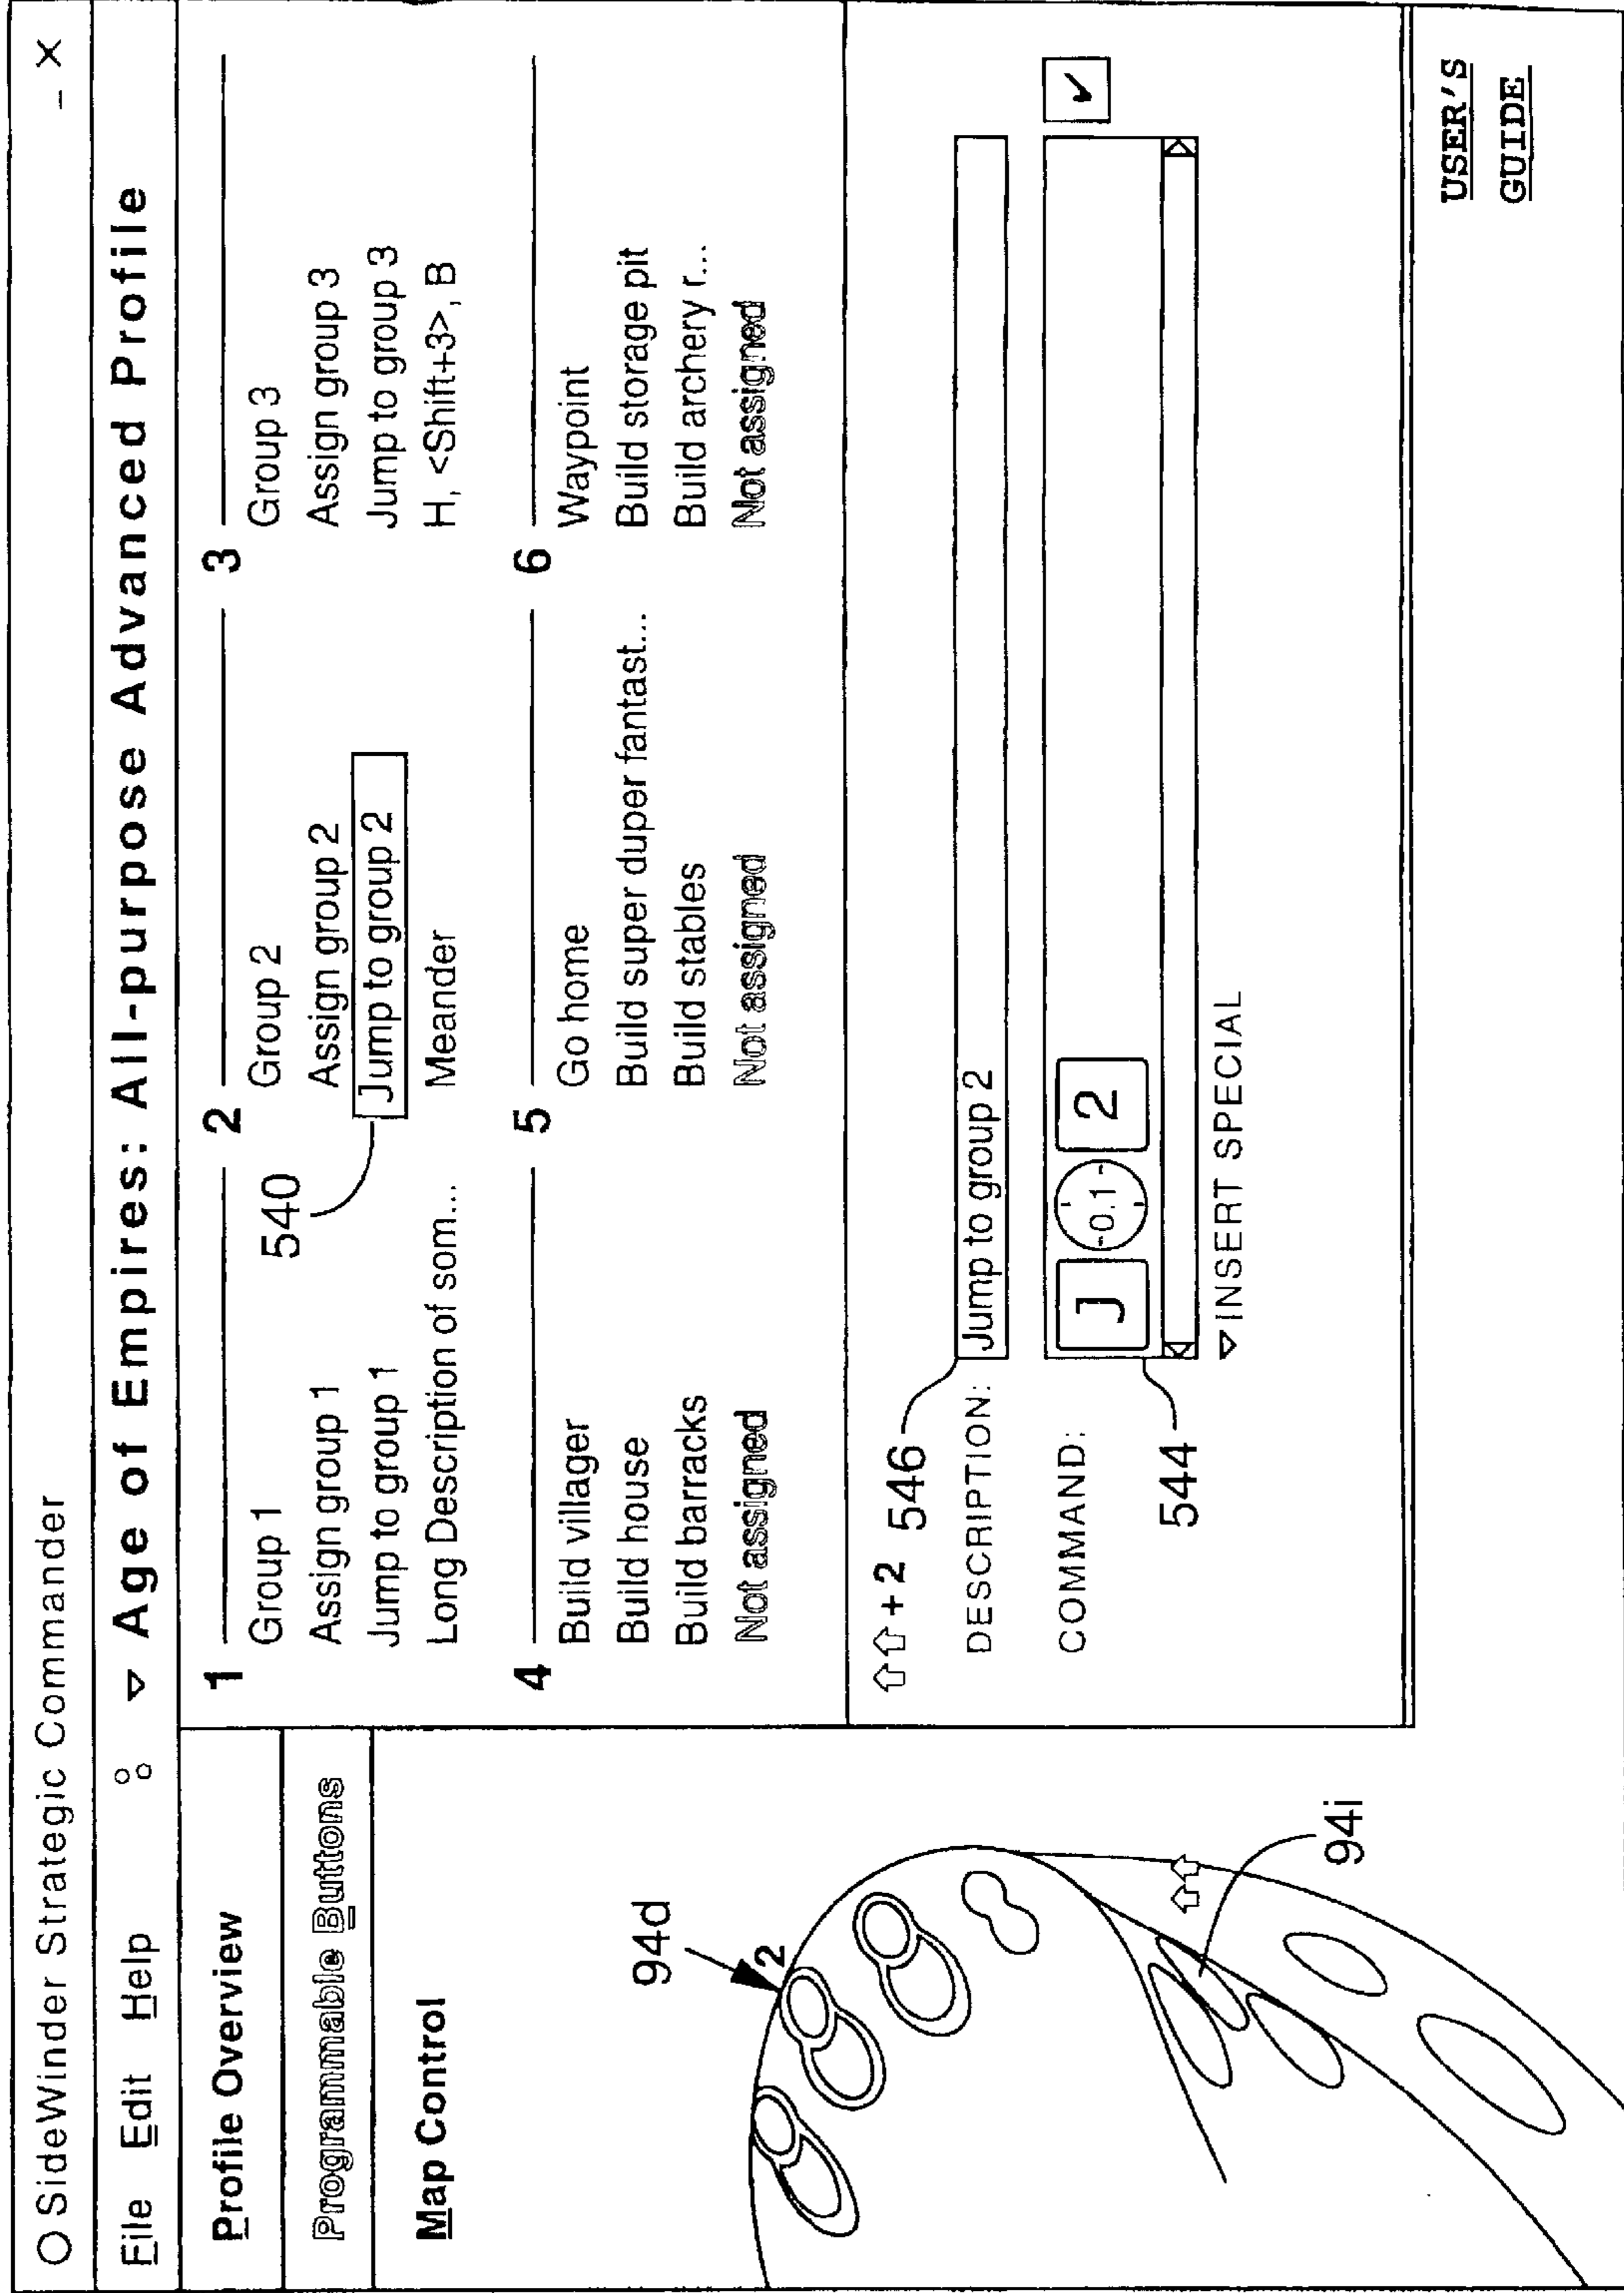 SideWinder Strategic Commander
File Edit Help
Age of Empires: All-purpose Advanced Profile
Profile Overview
Programmable Buttons
Map Control
1
Group 1
Assign group 1
Jump to group 1
Long Description of som...
2
Group 2
Assign group 2
Jump to group 2
Meander
540
3
Group 3
Assign group 3
Jump to group 3
H, <Shift+3>, B
4
Build villager
Build house
Build barracks
Not assigned
5
Go home
Build super duper fantast...
Build stables
Not assigned
6
Waypoint
Build storage pit
Build archery r...
Not assigned
94d
2
94i
⇧⇧+2
546
DESCRIPTION: Jump to group 2
COMMAND: J -0.1- 2
544
INSERT SPECIAL
USER'S
GUIDE